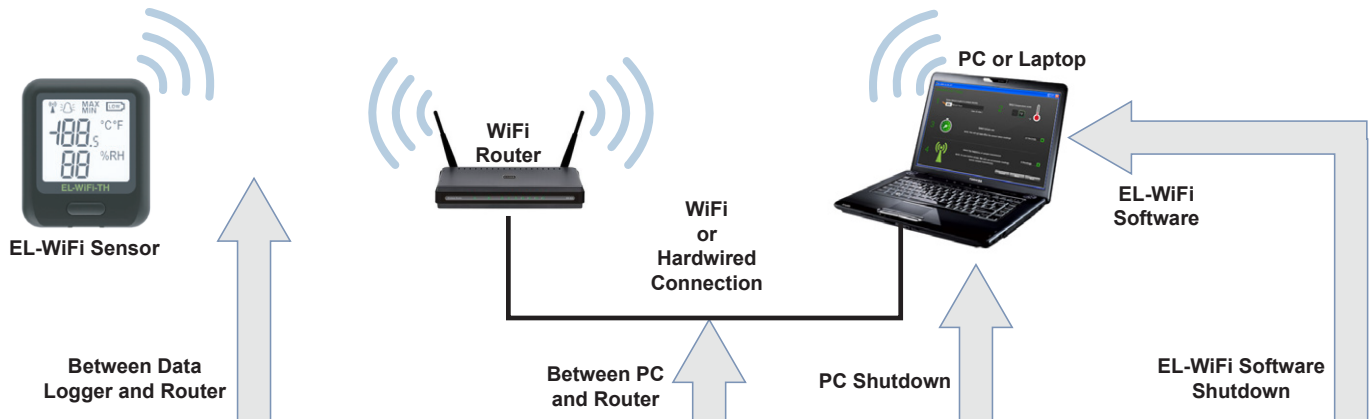 PC or Laptop
MAX
MIN
LOW
°C°F
-188.5
88
%RH
EL-WiFi-TH
EL-WiFi Sensor
WiFi
Router
WiFi
or
Hardwired
Connection
EL-WiFi
Software
Between Data
Logger and Router
Between PC
and Router
PC Shutdown
EL-WiFi Software
Shutdown